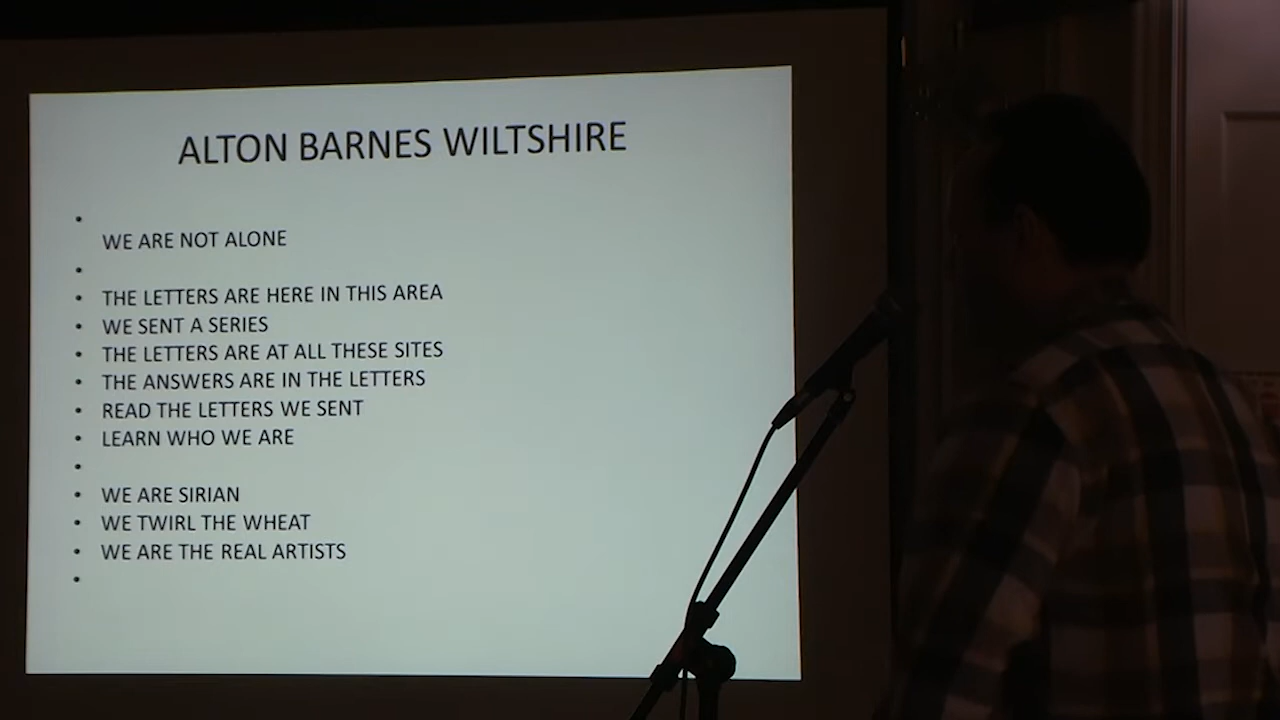 ALTON BARNES WILTSHIRE
•
WE ARE NOT ALONE
•
• THE LETTERS ARE HERE IN THIS AREA
• WE SENT A SERIES
• THE LETTERS ARE AT ALL THESE SITES
• THE ANSWERS ARE IN THE LETTERS
• READ THE LETTERS WE SENT
• LEARN WHO WE ARE
•
• WE ARE SIRIAN
• WE TWIRL THE WHEAT
• WE ARE THE REAL ARTISTS
•